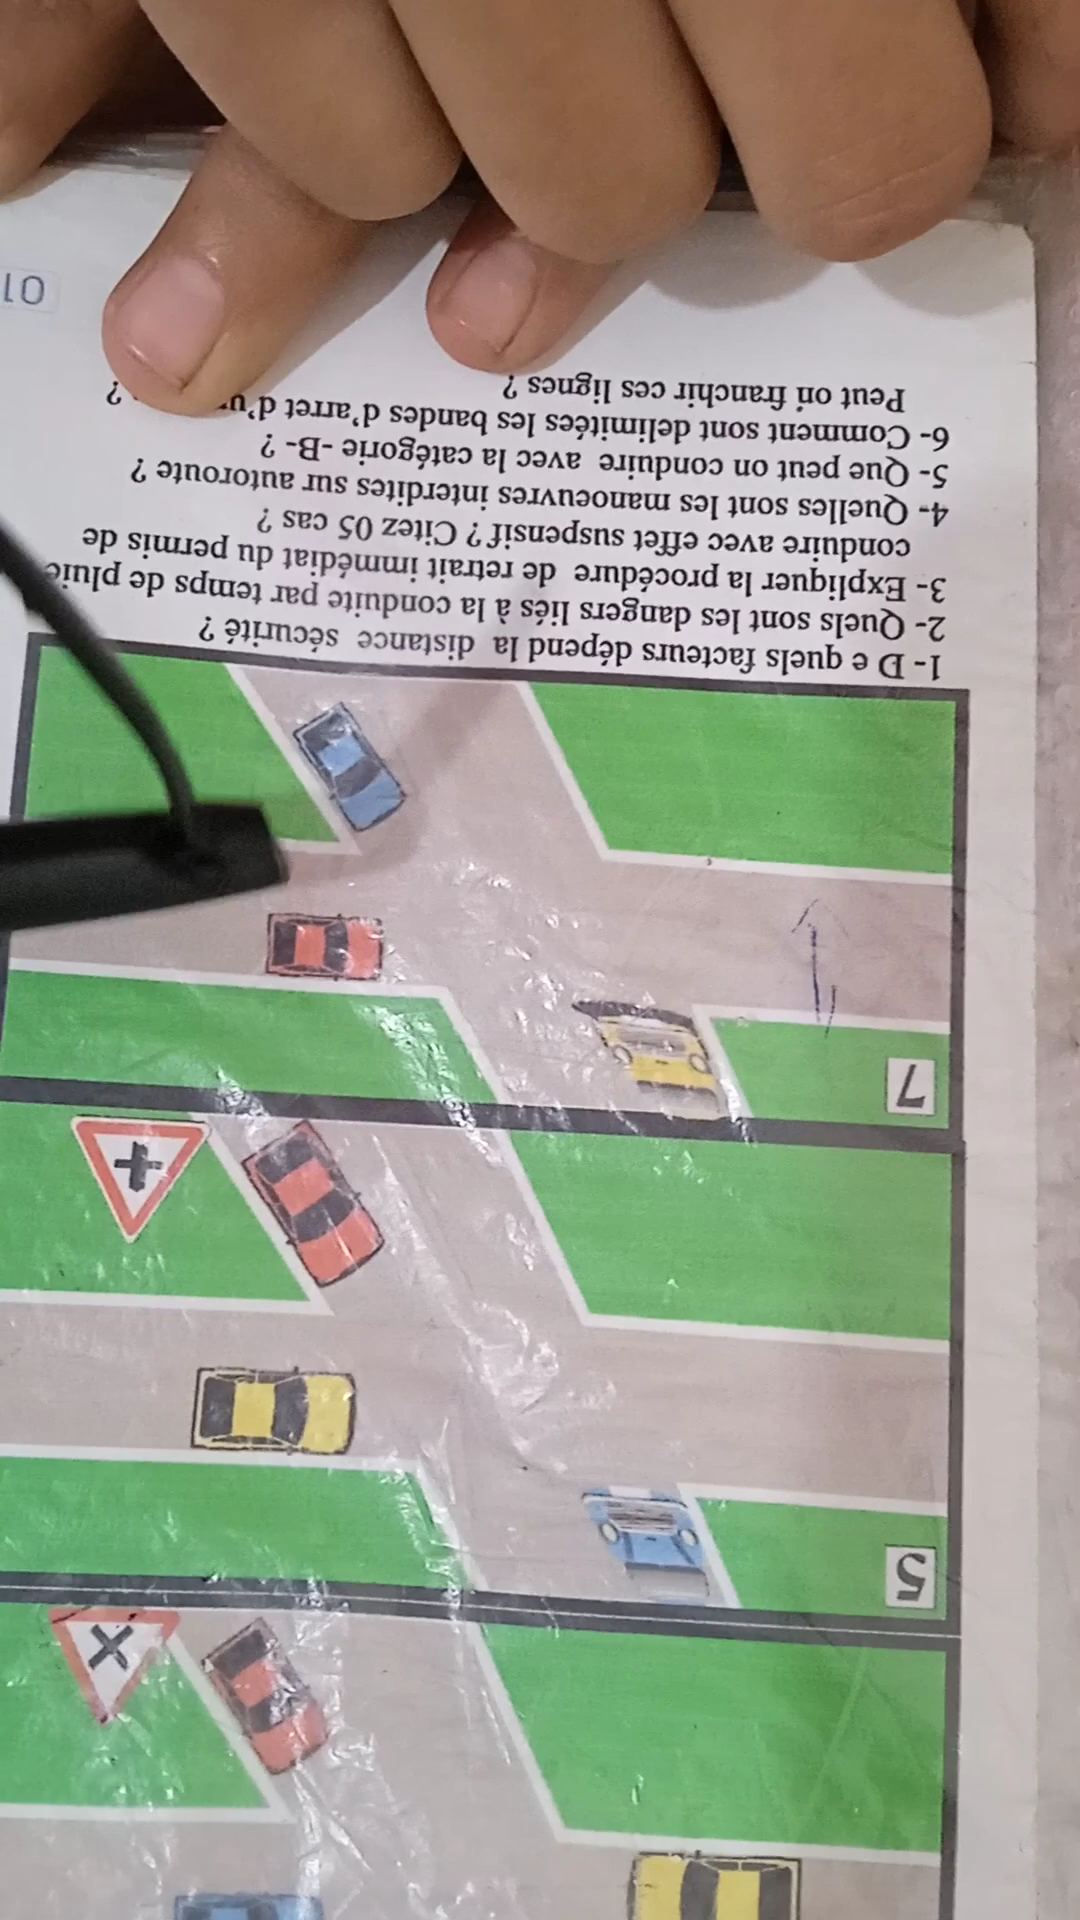 5
7
1- D e quels facteurs dépend la distance sécurité ?
2- Quels sont les dangers liés à la conduite par temps de pluie
3- Expliquer la procédure de retrait immédiat du permis de
conduire avec effet suspensif ? Citez 05 cas ?
4- Quelles sont les manoeuvres interdites sur autoroute ?
5- Que peut on conduire avec la catégorie -B- ?
6- Comment sont délimitées les bandes d'arret ?
Peut on franchir ces lignes ?
01